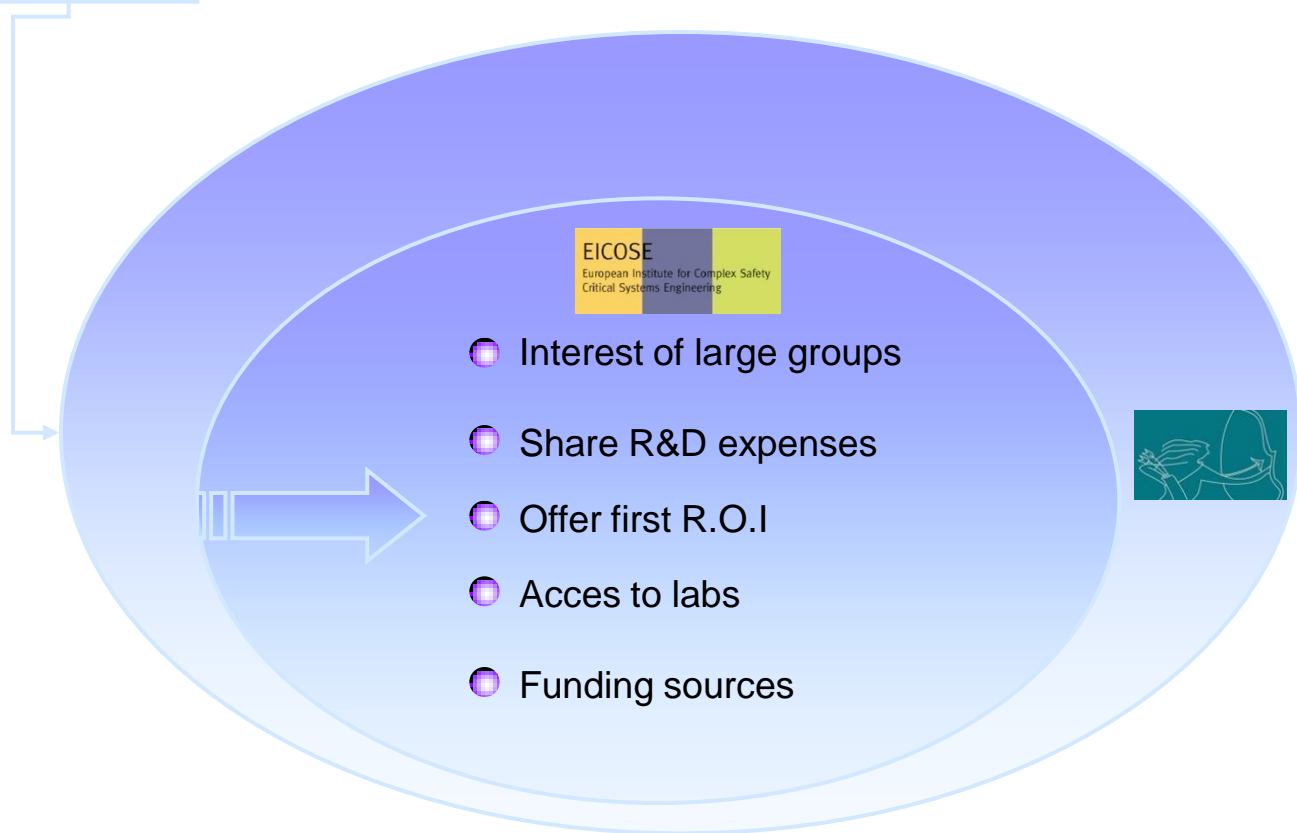 EICOSE
European Institute for Complex Safety
Critical Systems Engineering
Interest of large groups
Share R&D expenses
Offer first R.O.I
Acces to labs
Funding sources